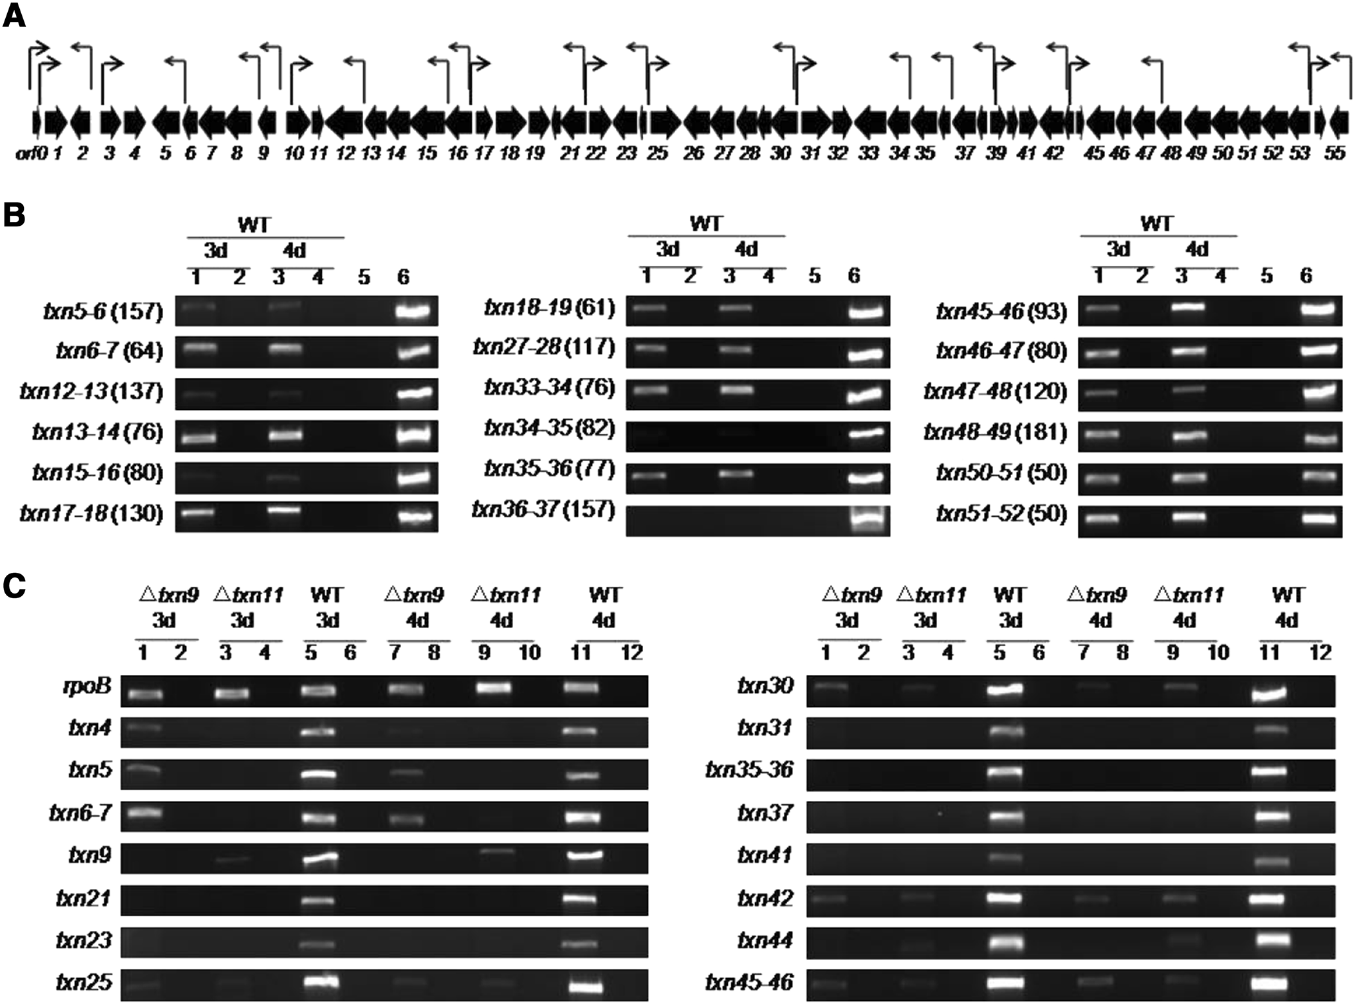 A
orf0 1 2 3 4 5 6 7 8 9 10 11 12 13 14 15 16 17 18 19 21 22 23 25 26 27 28 30 31 32 33 34 35 37 39 41 42 45 46 47 48 49 50 51 52 53 55
B
WT
3d 4d
1 2 3 4 5 6
txn5-6 (157)
txn6-7 (64)
txn12-13 (137)
txn13-14 (76)
txn15-16 (80)
txn17-18 (130)
WT
3d 4d
1 2 3 4 5 6
txn18-19 (61)
txn27-28 (117)
txn33-34 (76)
txn34-35 (82)
txn35-36 (77)
txn36-37 (157)
WT
3d 4d
1 2 3 4 5 6
txn45-46 (93)
txn46-47 (80)
txn47-48 (120)
txn48-49 (181)
txn50-51 (50)
txn51-52 (50)
C
△txn9 △txn11 WT △txn9 △txn11 WT
3d 3d 3d 4d 4d 4d
1 2 3 4 5 6 7 8 9 10 11 12
rpoB
txn4
txn5
txn6-7
txn9
txn21
txn23
txn25
△txn9 △txn11 WT △txn9 △txn11 WT
3d 3d 3d 4d 4d 4d
1 2 3 4 5 6 7 8 9 10 11 12
txn30
txn31
txn35-36
txn37
txn41
txn42
txn44
txn45-46